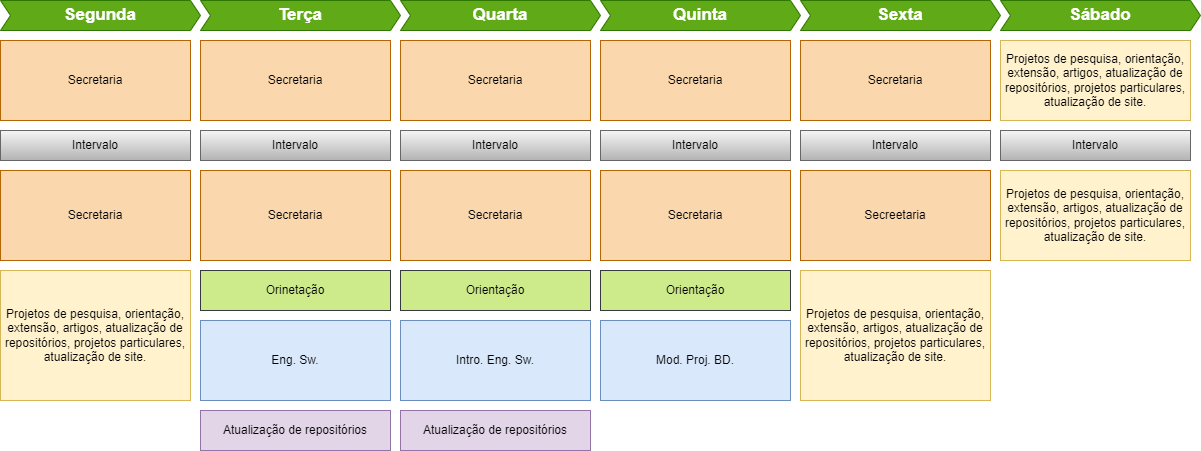 Segunda
Terça
Quarta
Quinta
Sexta
Sábado
Secretaria
Secretaria
Secretaria
Secretaria
Secretaria
Projetos de pesquisa, orientação,
extensão, artigos, atualização de
repositórios, projetos particulares,
atualização de site.
Intervalo
Intervalo
Intervalo
Intervalo
Intervalo
Intervalo
Secretaria
Secretaria
Secretaria
Secretaria
Secreetaria
Projetos de pesquisa, orientação,
extensão, artigos, atualização de
repositórios, projetos particulares,
atualização de site.
Projetos de pesquisa, orientação,
extensão, artigos, atualização de
repositórios, projetos particulares,
atualização de site.
Orinetação
Orientação
Orientação
Projetos de pesquisa, orientação,
extensão, artigos, atualização de
repositórios, projetos particulares,
atualização de site.
Eng. Sw.
Intro. Eng. Sw.
Mod. Proj. BD.
Atualização de repositórios
Atualização de repositórios